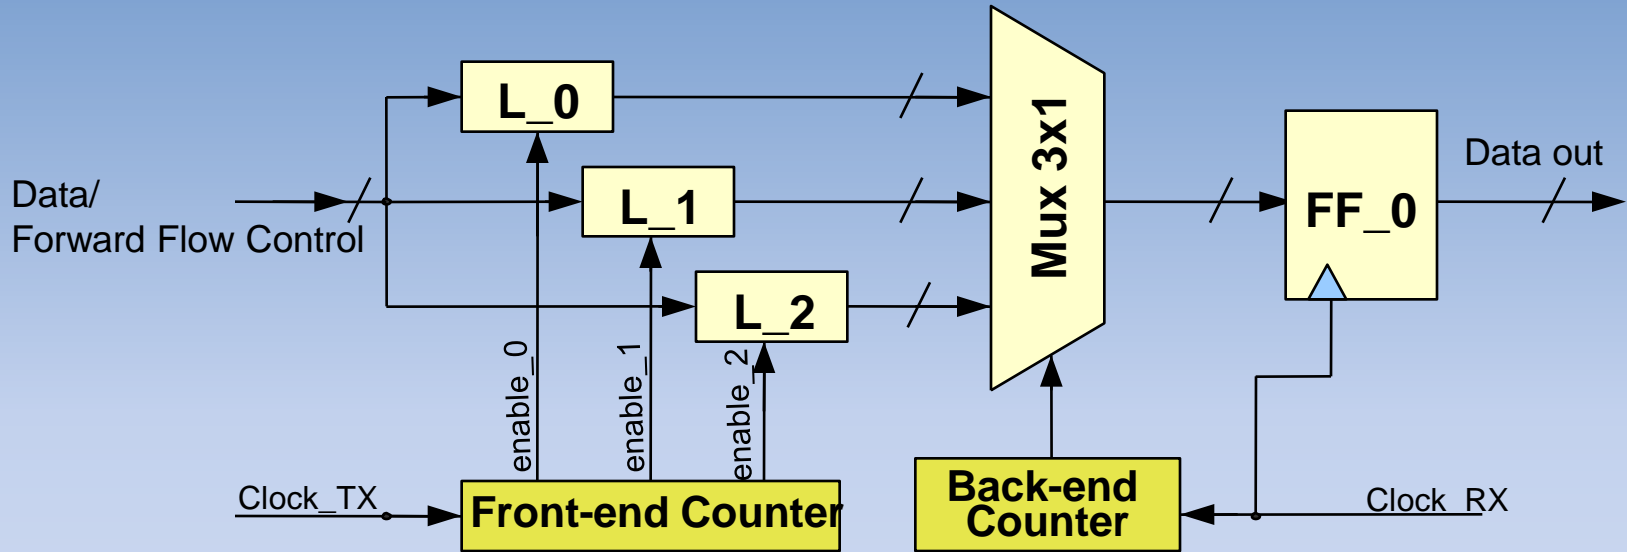 L_0
Mux 3x1
Data out
Data/
Forward Flow Control
L_1
FF_0
L_2
enable_0
enable_1
enable_2
Clock_TX
Front-end Counter
Back-end
Counter
Clock_RX